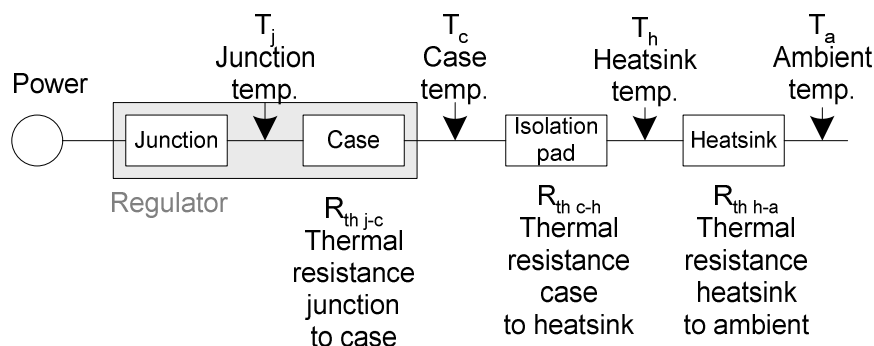 Power
T_j
Junction
temp.
T_c
Case
temp.
T_h
Heatsink
temp.
T_a
Ambient
temp.
Junction
Case
Isolation
pad
Heatsink
Regulator
R_th j-c
Thermal
resistance
junction
to case
R_th c-h
Thermal
resistance
case
to heatsink
R_th h-a
Thermal
resistance
heatsink
to ambient